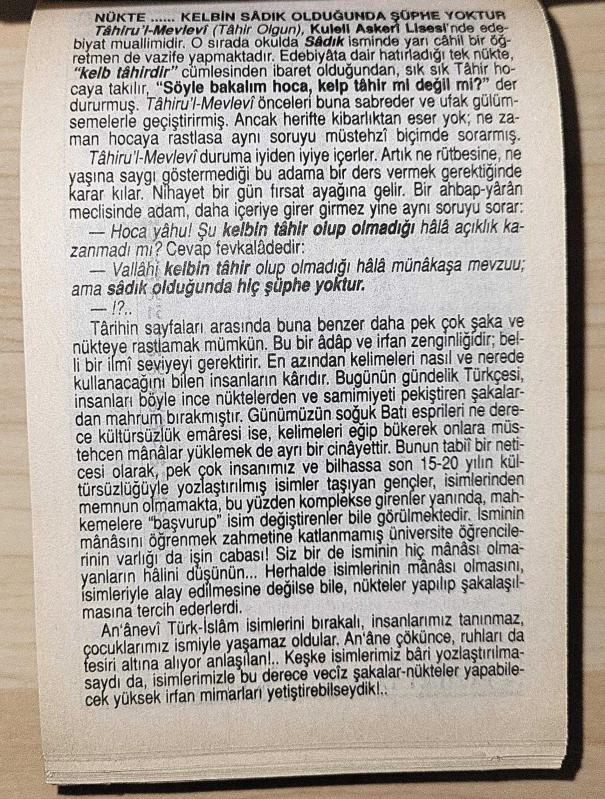 NÜKTE ...... KELBİN SÂDIK OLDUĞUNDA ŞÜPHE YOKTUR
Tâhiru'l-Mevlevî (Tâhir Olgun), Kuleli Askerî Lisesi'nde ede-
biyat muallimidir. O sırada okulda Sâdık isminde yarı câhil bir öğ-
retmen de vazife yapmaktadır. Edebiyâta dair hatırladığı tek nükte,
"kelb tâhirdir" cümlesinden ibaret olduğundan, sık sık Tâhir ho-
caya takılır, "Söyle bakalım hoca, kelp tâhir mi değil mi?" der
dururmuş. Tâhiru'l-Mevlevî önceleri buna sabreder ve ufak gülüm-
semelerle geçiştirirmiş. Ancak herifte kibarlıktan eser yok; ne za-
man hocaya rastlasa aynı soruyu müstehzî biçimde sorarmış.
Tâhiru'l-Mevlevî duruma iyiden iyiye içerler. Artık ne rütbesine, ne
yaşına saygı göstermediği bu adama bir ders vermek gerektiğinde
karar kılar. Nihayet bir gün fırsat ayağına gelir. Bir ahbap-yârân
meclisinde adam, daha içeriye girer girmez yine aynı soruyu sorar:
— Hoca yâhu! Şu kelbin tâhir olup olmadığı hâlâ açıklık ka-
zanmadı mı? Cevap fevkalâdedir:
— Vallâhi kelbin tâhir olup olmadığı hâlâ münâkaşa mevzuu;
ama sâdık olduğunda hiç şüphe yoktur.
— !?..
Târihin sayfaları arasında buna benzer daha pek çok şaka ve
nükteye rastlamak mümkün. Bu bir âdâp ve irfan zenginliğidir; bel-
li bir ilmî seviyeyi gerektirir. En azından kelimeleri nasıl ve nerede
kullanacağını bilen insanların kârıdır. Bugünün gündelik Türkçesi,
insanları böyle ince nüktelerden ve samimiyeti pekiştiren şakalar-
dan mahrum bırakmıştır. Günümüzün soğuk Batı esprileri ne dere-
ce kültürsüzlük emâresi ise, kelimeleri eğip bükerek onlara müs-
tehcen mânâlar yüklemek de ayrı bir cinâyettir. Bunun tabiî bir neti-
cesi olarak, pek çok insanımız ve bilhassa son 15-20 yılın kül-
türsüzlüğüyle yozlaştırılmış isimler taşıyan gençler, isimlerinden
memnun olmamakta, bu yüzden komplekse girenler yanında, mah-
kemelere "başvurup" isim değiştirenler bile görülmektedir. İsminin
mânâsını öğrenmek zahmetine katlanmamış üniversite öğrencile-
rinin varlığı da işin cabası! Siz bir de isminin hiç mânâsı olma-
yanların hâlini düşünün... Herhalde isimlerinin mânâsı olmasını,
isimleriyle alay edilmesine değilse bile, nükteler yapılıp şakalaşıl-
masına tercih ederlerdi.
An'ânevî Türk-İslâm isimlerini bırakalı, insanlarımız tanınmaz,
çocuklarımız ismiyle yaşamaz oldular. An'âne çökünce, ruhları da
tesiri altına alıyor anlaşılan!.. Keşke isimlerimiz bâri yozlaştırılma-
saydı da, isimlerimizle bu derece vecîz şakalar-nükteler yapabile-
cek yüksek irfan mimarları yetiştirebilseydik!..